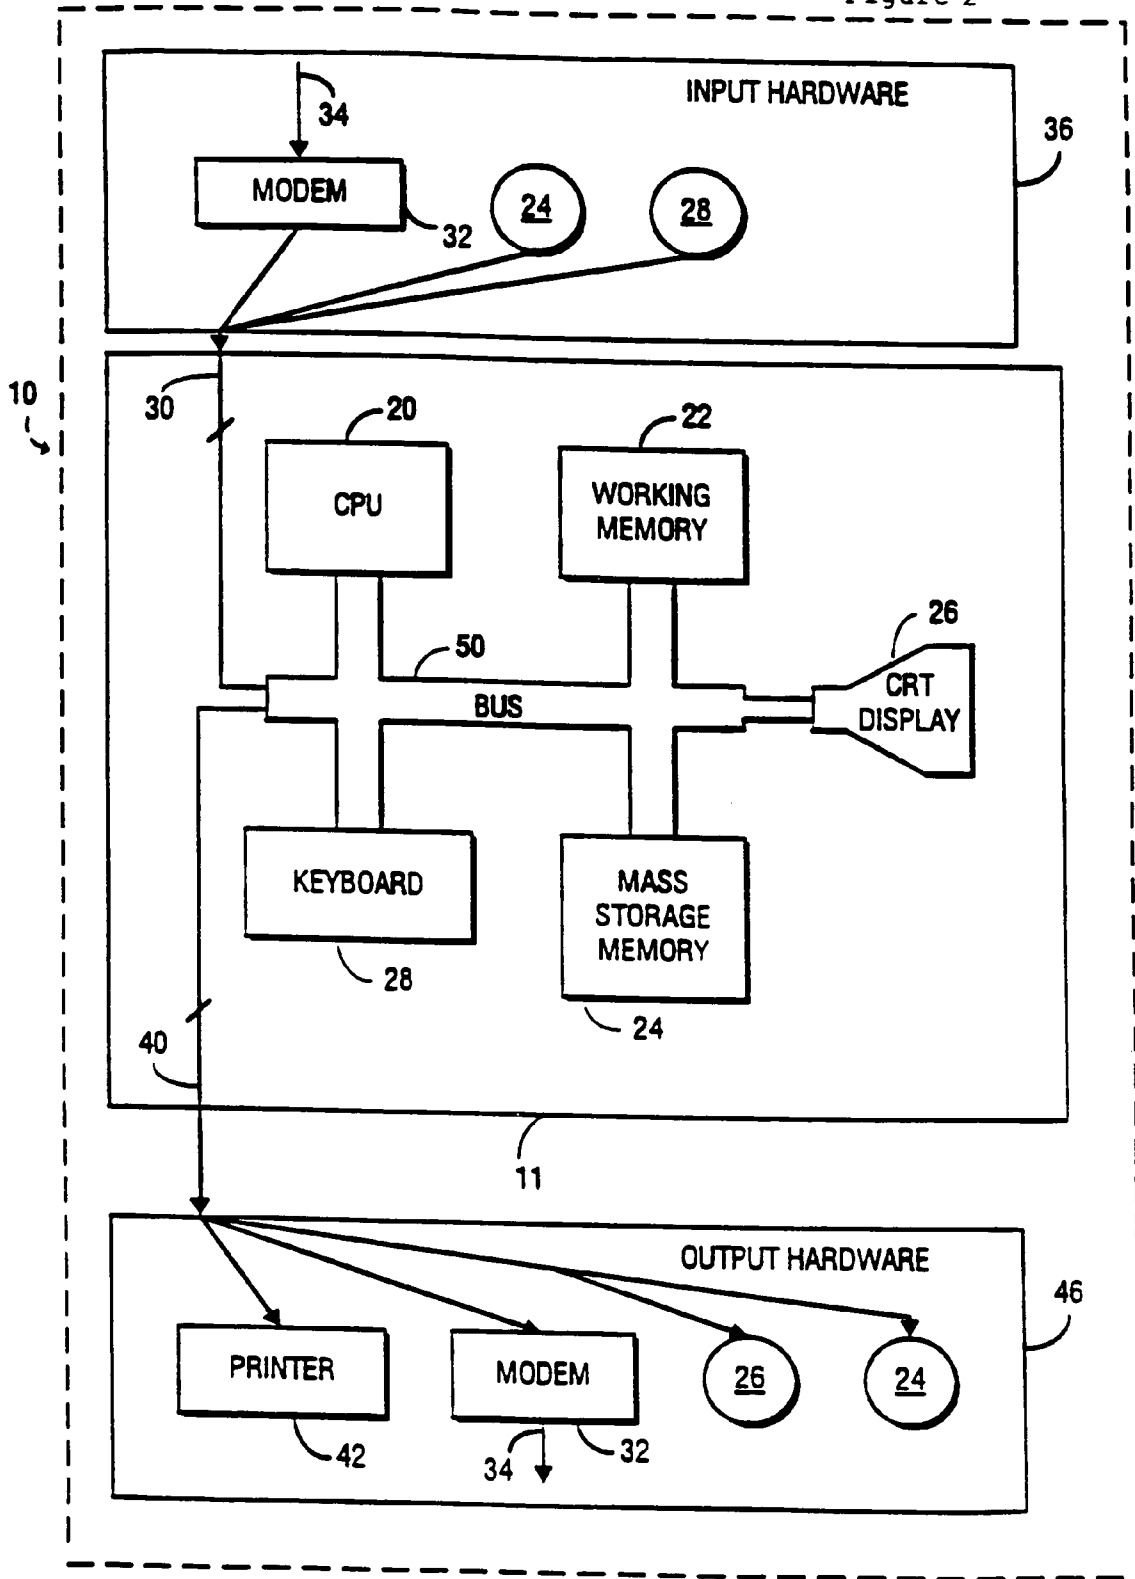 Figure 2
INPUT HARDWARE
34
36
MODEM
32
24
28
10
30
20
22
CPU
WORKING
MEMORY
26
50
CRT
DISPLAY
BUS
KEYBOARD
MASS
STORAGE
MEMORY
28
24
40
11
OUTPUT HARDWARE
46
PRINTER
MODEM
26
24
42
34
32